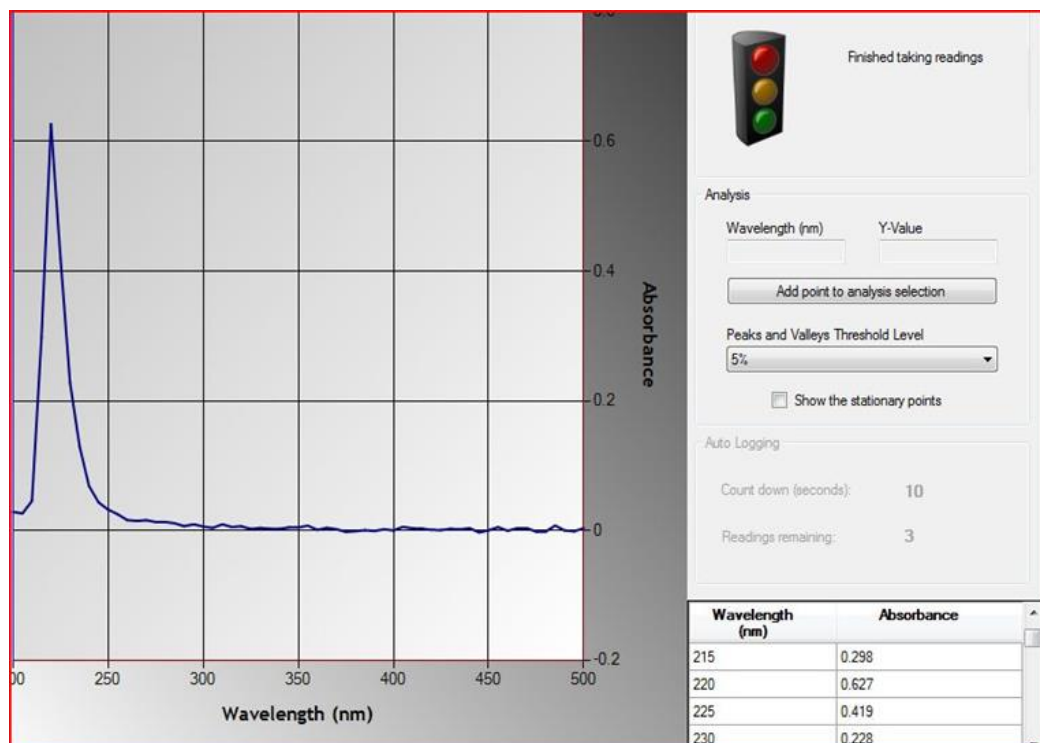 0.8
0.6
0.4
0.2
0
-0.2
Absorbance
00
250
300
350
400
450
500
Wavelength (nm)
Finished taking readings
Analysis
Wavelength (nm)
Y-Value
Add point to analysis selection
Peaks and Valleys Threshold Level
5%
Show the stationary points
Auto Logging
Count down (seconds): 10
Readings remaining: 3
Wavelength (nm) Absorbance
215 0.298
220 0.627
225 0.419
230 0.228